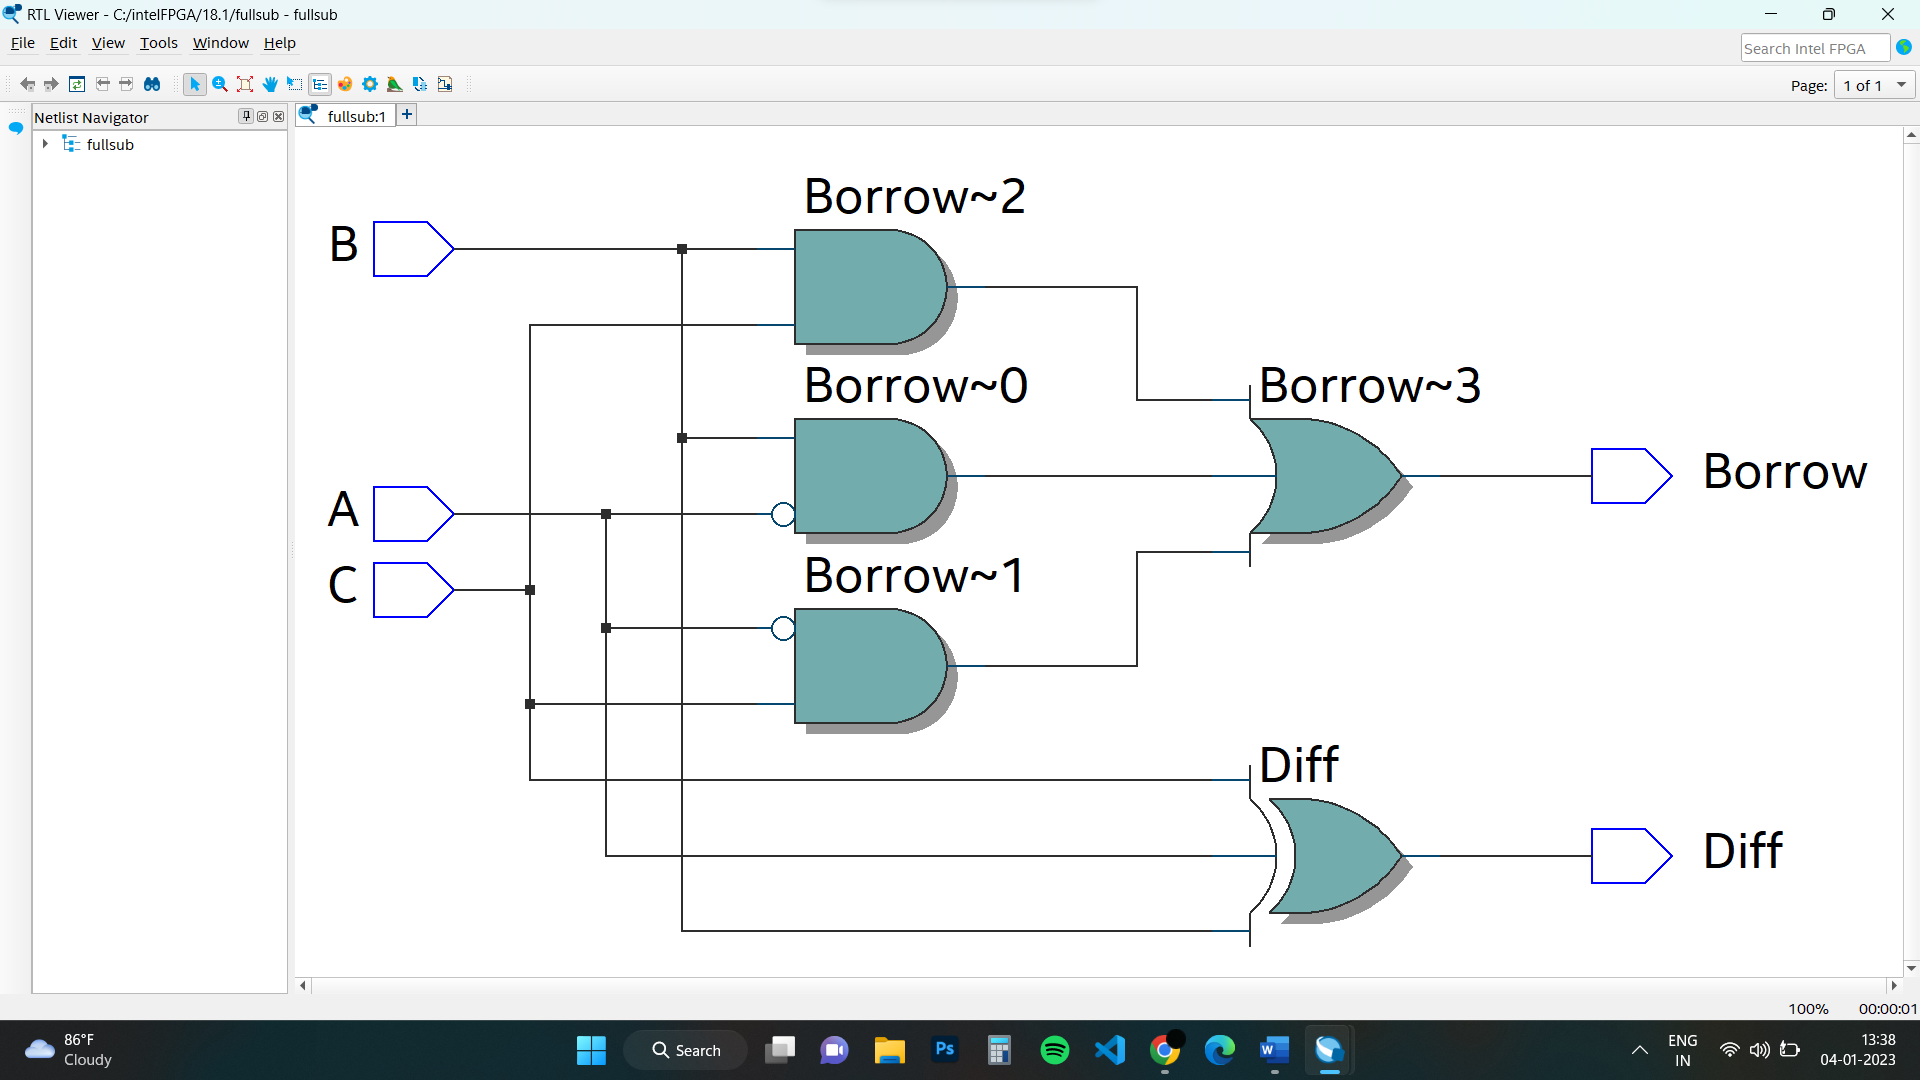 RTL Viewer - C:/intelFPGA/18.1/fullsub - fullsub
File Edit View Tools Window Help
Search Intel FPGA
Page: 1 of 1
Netlist Navigator
fullsub:1
fullsub
Borrow~2
B
Borrow~0
Borrow~3
Borrow
A
Borrow~1
C
Diff
Diff
100% 00:00:01
86°F
Cloudy
Search
Ps
W
ENG
IN
13:38
04-01-2023